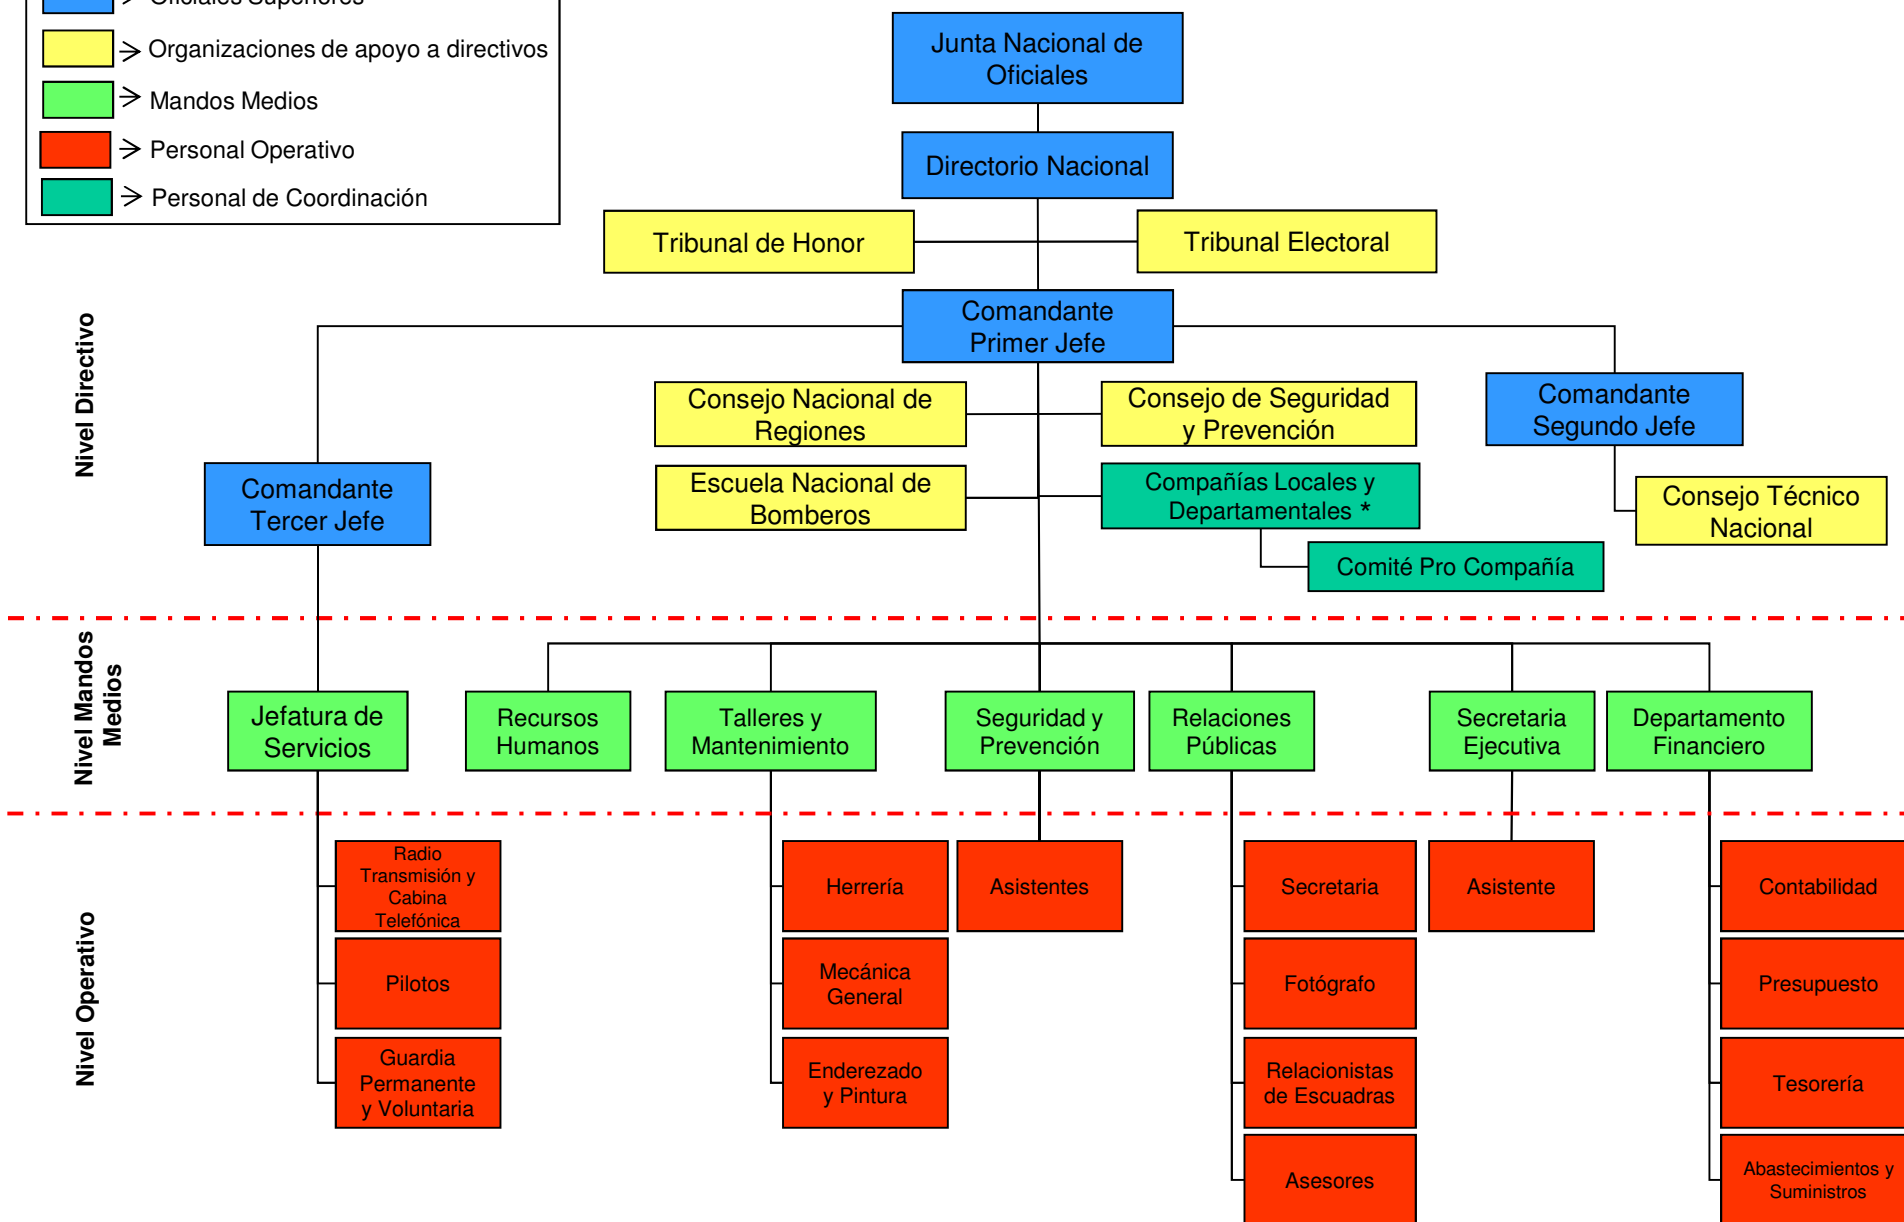 Oficiales Superiores
Organizaciones de apoyo a directivos
Mandos Medios
Personal Operativo
Personal de Coordinación
Junta Nacional de
Oficiales
Directorio Nacional
Tribunal de Honor
Tribunal Electoral
Nivel Directivo
Comandante
Primer Jefe
Consejo Nacional de
Regiones
Consejo de Seguridad
y Prevención
Comandante
Segundo Jefe
Comandante
Tercer Jefe
Escuela Nacional de
Bomberos
Compañías Locales y
Departamentales *
Consejo Técnico
Nacional
Comité Pro Compañía
Nivel Mandos
Medios
Jefatura de
Servicios
Recursos
Humanos
Talleres y
Mantenimiento
Seguridad y
Prevención
Relaciones
Públicas
Secretaria
Ejecutiva
Departamento
Financiero
Nivel Operativo
Radio
Transmisión y
Cabina
Telefónica
Herrería
Asistentes
Secretaria
Asistente
Contabilidad
Pilotos
Mecánica
General
Fotógrafo
Presupuesto
Guardia
Permanente
y Voluntaria
Enderezado
y Pintura
Relacionistas
de Escuadras
Tesorería
Asesores
Abastecimientos y
Suministros